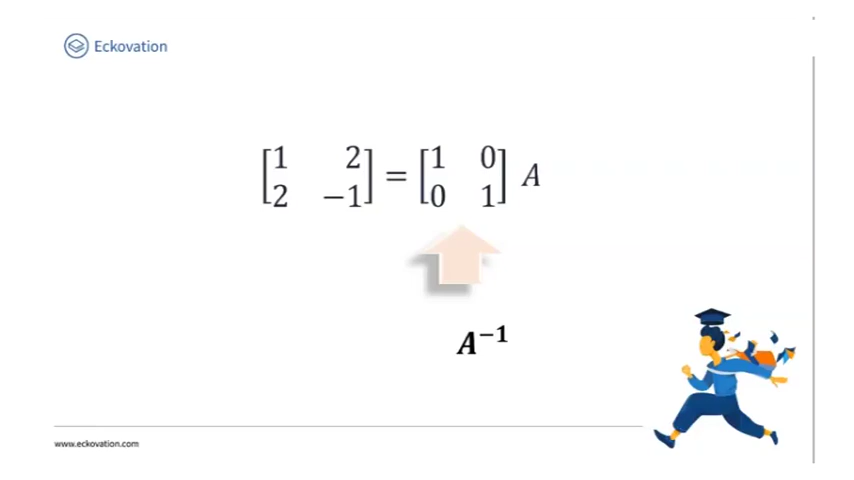 Eckovation
[1 2] = [1 0] A
[2 −1] [0 1]
A⁻¹
www.eckovation.com